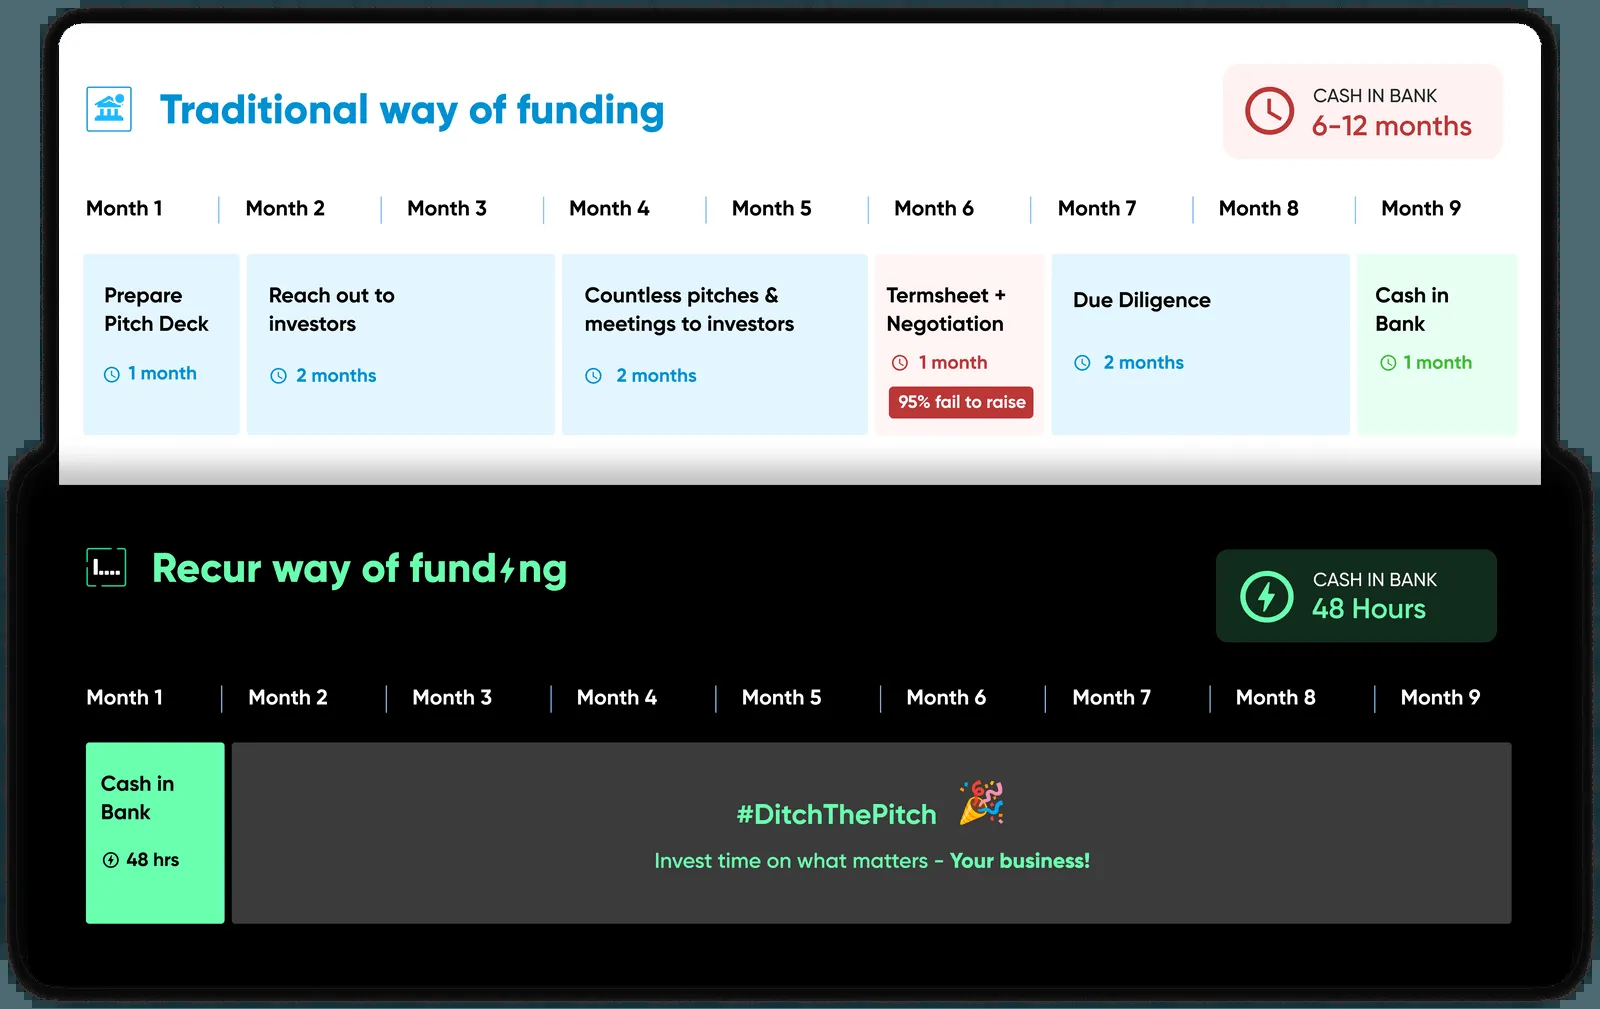 Traditional way of funding
CASH IN BANK
6-12 months
Month 1
Month 2
Month 3
Month 4
Month 5
Month 6
Month 7
Month 8
Month 9
Prepare
Pitch Deck
1 month
Reach out to
investors
2 months
Countless pitches &
meetings to investors
2 months
Termsheet +
Negotiation
1 month
95% fail to raise
Due Diligence
2 months
Cash in
Bank
1 month
Recur way of funding
CASH IN BANK
48 Hours
Month 1
Month 2
Month 3
Month 4
Month 5
Month 6
Month 7
Month 8
Month 9
Cash in
Bank
48 hrs
#DitchThePitch
Invest time on what matters - Your business!